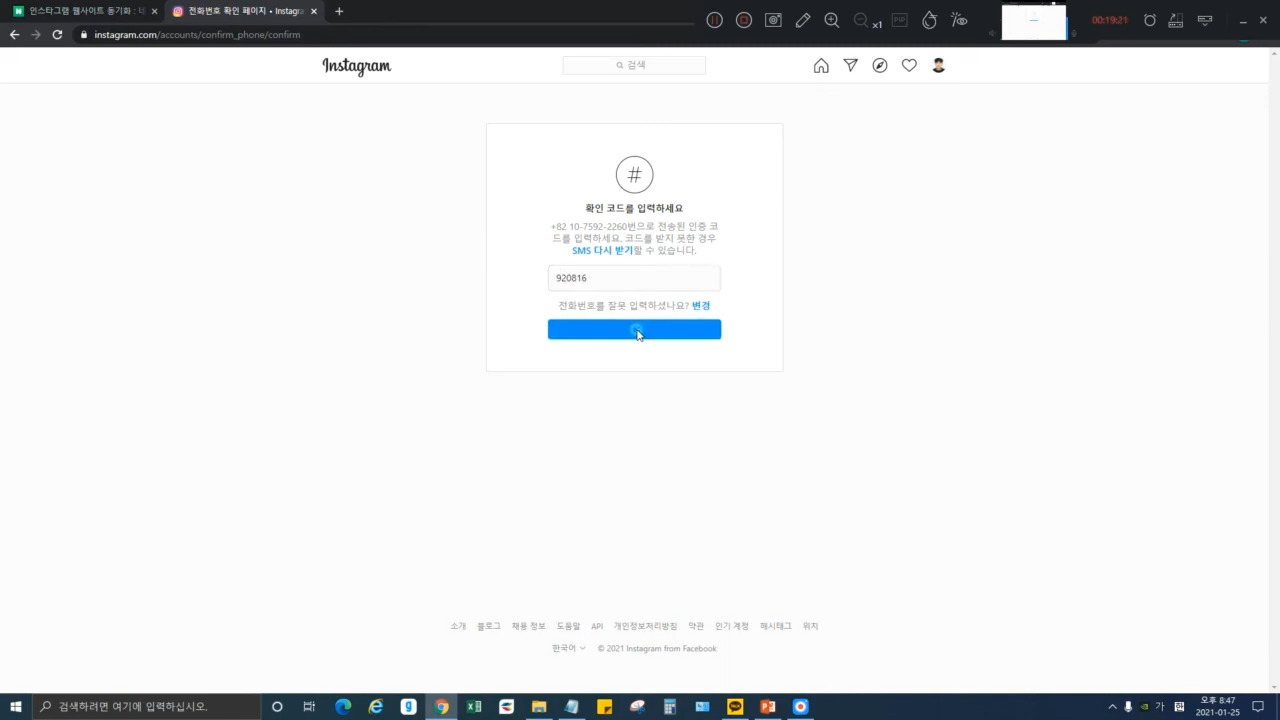 인스타그램 웹사이트 동기화 : 네
전화번호 확인 페이지 • Instagra
x1
PIP
00:19:21
instagram.com/accounts/confirm_phone/confirm
Instagram
검색
#
확인 코드를 입력하세요
+82 10-7592-2260번으로 전송된 인증 코
드를 입력하세요. 코드를 받지 못한 경우
SMS 다시 받기할 수 있습니다.
920816
전화번호를 잘못 입력하셨나요? 변경
소개 블로그 채용 정보 도움말 API 개인정보처리방침 약관 인기 계정 해시태그 위치
한국어
© 2021 Instagram from Facebook
검색하려면 여기에 입력하십시오.
TALK
가
오후 8:47
2021-01-25